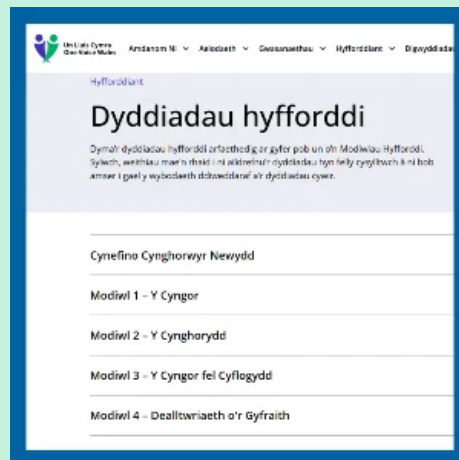 Un Llais Cymru
One Voice Wales
Amdanom Ni Aelodaeth Gwasanaethau Hyfforddiant Digwyddiadau
Hyfforddiant
Dyddiadau hyfforddi
Dyma'r dyddiadau hyfforddi arfaethedig ar gyfer pob un o'n Modiwlau Hyfforddi.
Sylwch, weithiau mae'n rhaid i ni aildrefnu'r dyddiadau hyn felly cysylltwch â ni bob
amser i gael y wybodaeth ddiweddaraf a'r dyddiadau cywir.
Cynefino Cynghorwyr Newydd
Modiwl 1 – Y Cyngor
Modiwl 2 – Y Cynghorydd
Modiwl 3 – Y Cyngor fel Cyflogydd
Modiwl 4 – Dealltwriaeth o'r Gyfraith